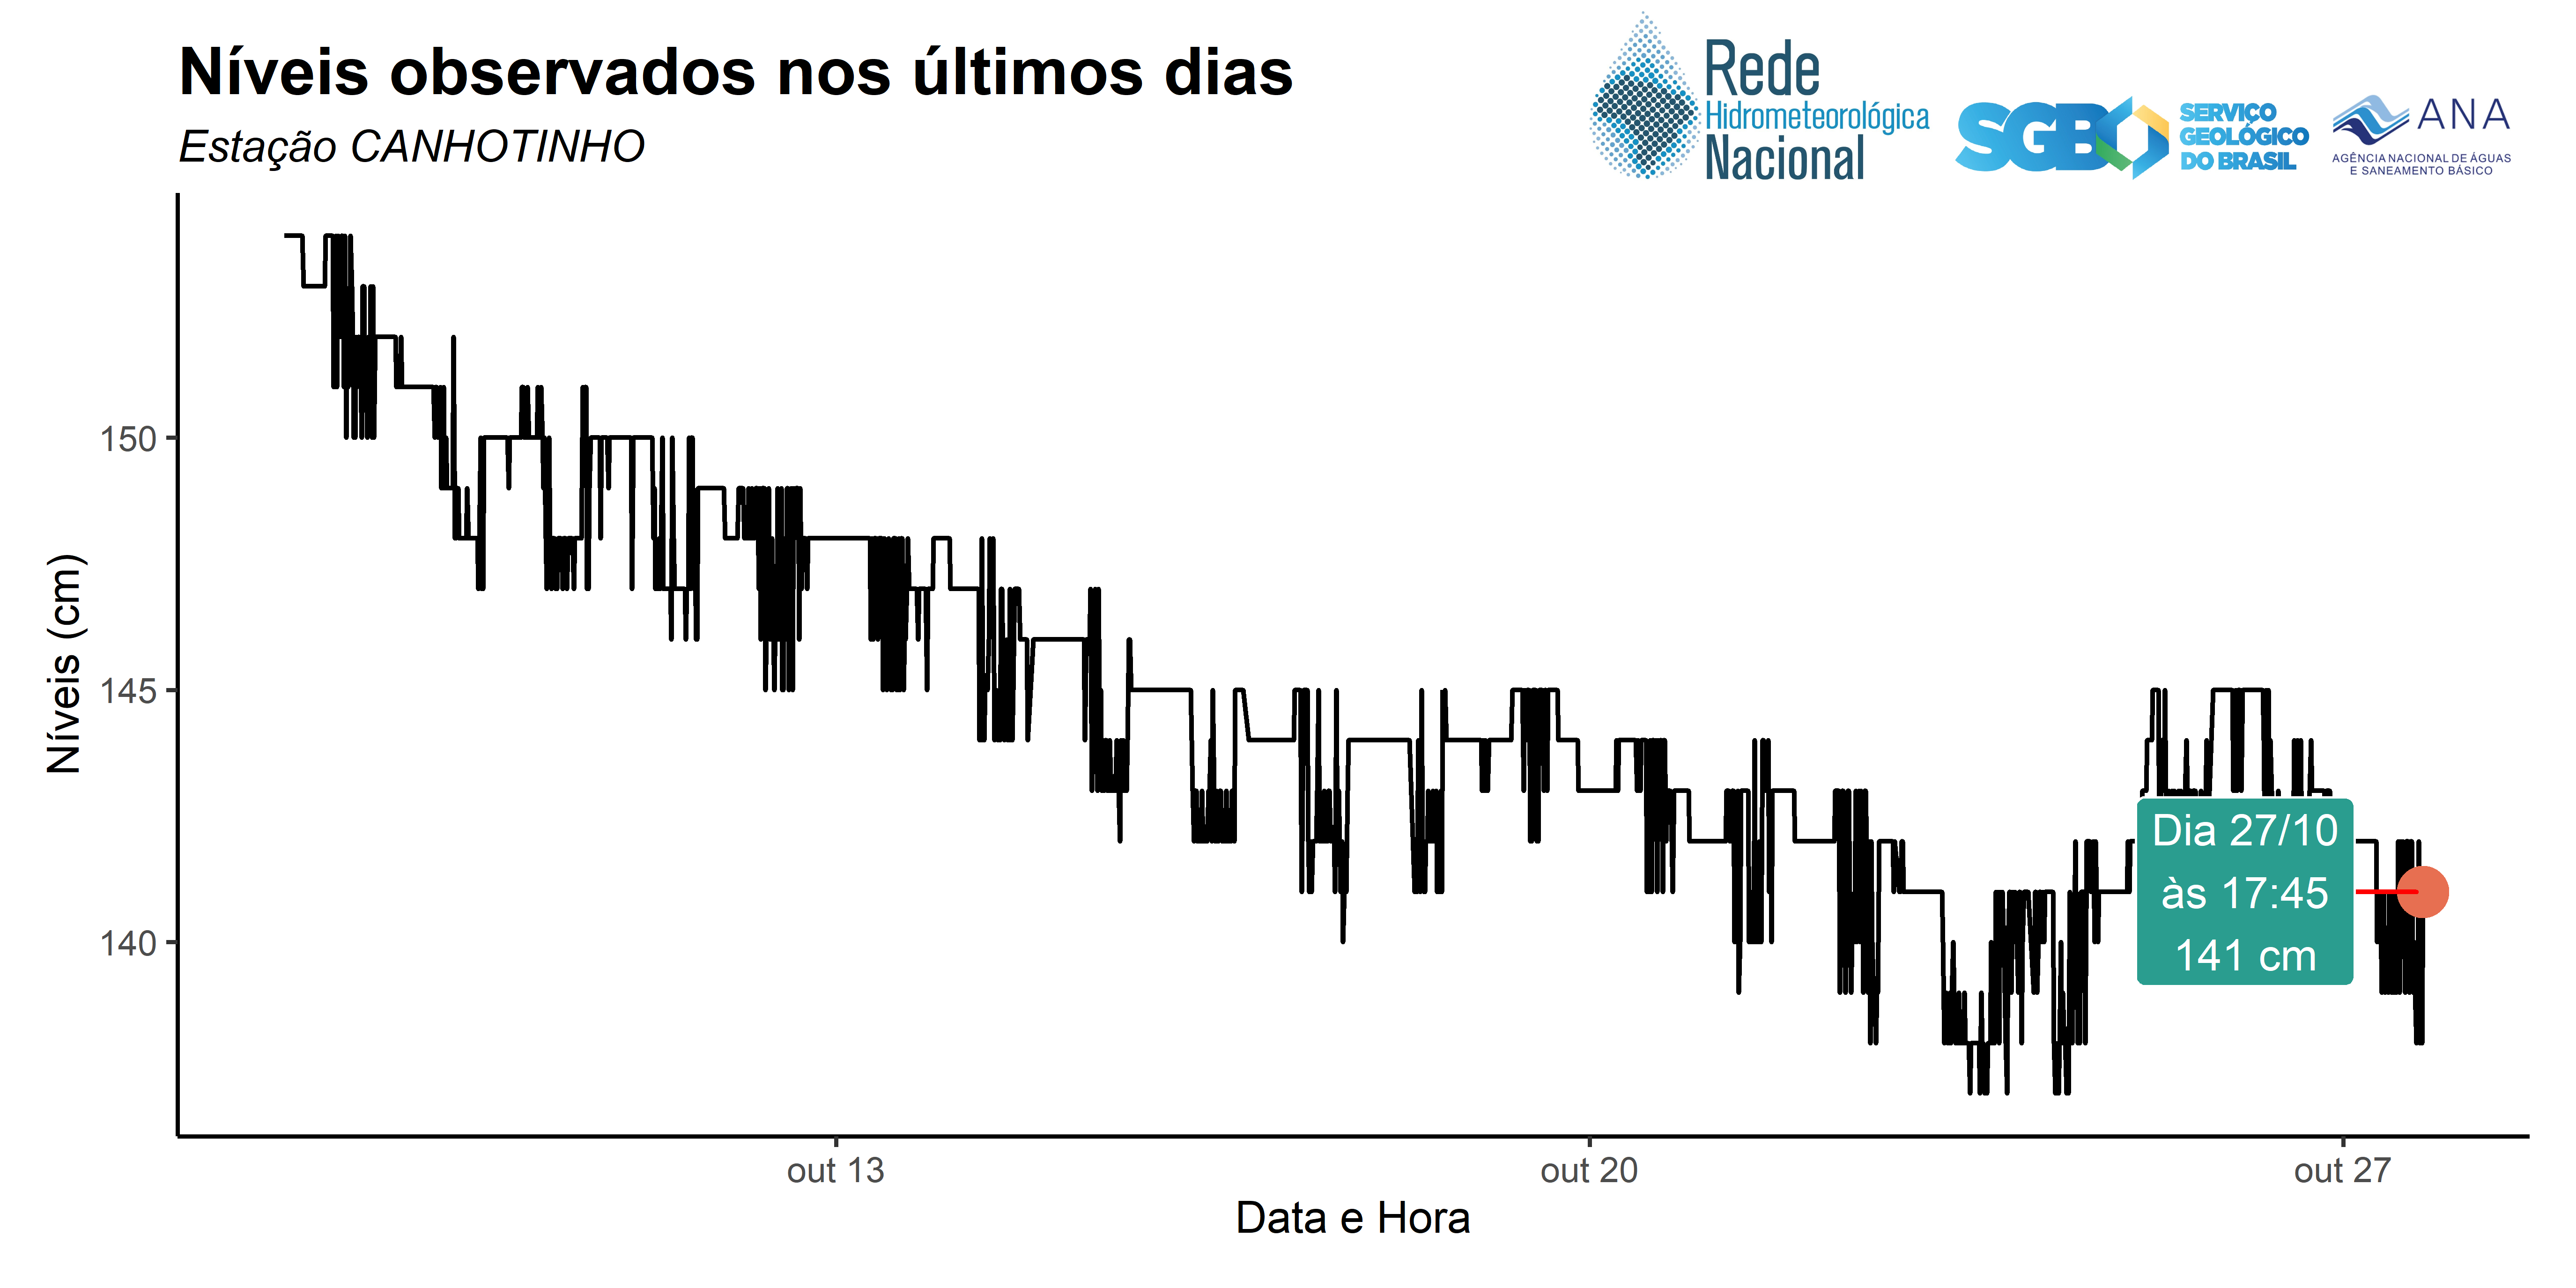 Níveis observados nos últimos dias
Estação CANHOTINHO
Rede
Hidrometeorológica
Nacional
SGB
SERVIÇO
GEOLÓGICO
DO BRASIL
ANA
AGÊNCIA NACIONAL DE ÁGUAS
E SANEAMENTO BÁSICO
Níveis (cm)
150
145
140
Dia 27/10
às 17:45
141 cm
out 13
out 20
out 27
Data e Hora